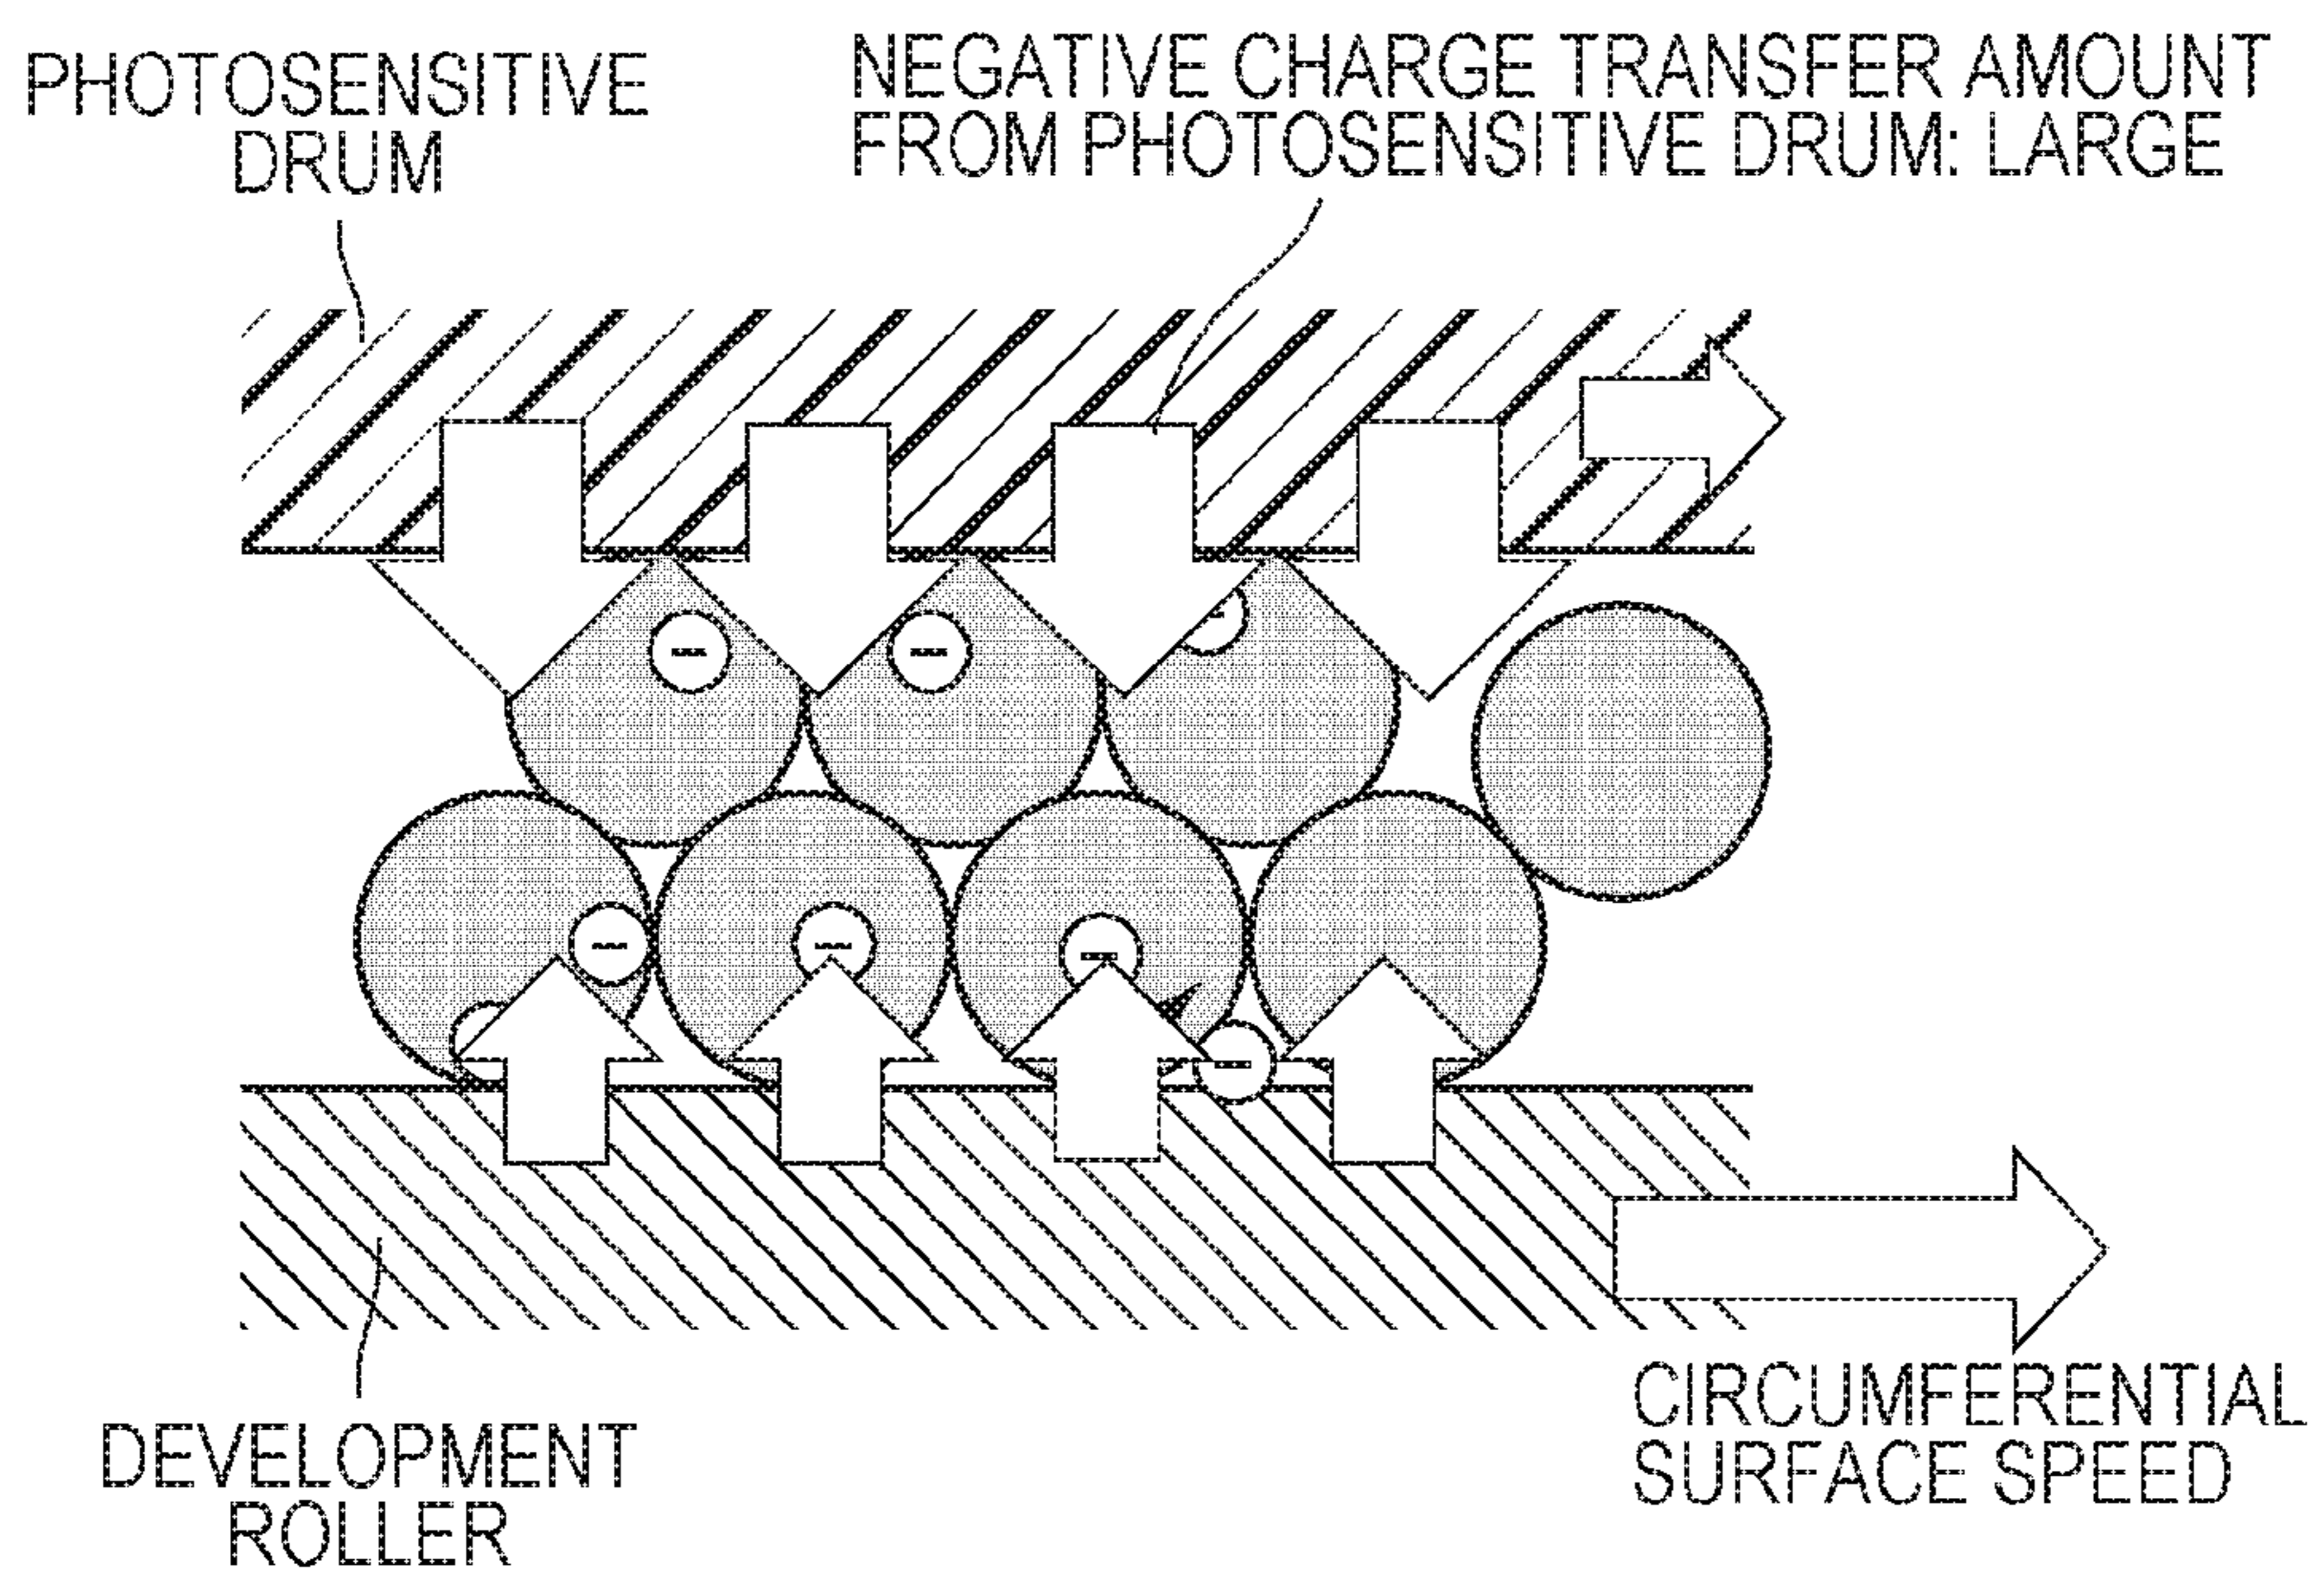 PHOTOSENSITIVE
DRUM
NEGATIVE CHARGE TRANSFER AMOUNT
FROM PHOTOSENSITIVE DRUM: LARGE
-
-
-
-
-
-
-
DEVELOPMENT
ROLLER
CIRCUMFERENTIAL
SURFACE SPEED